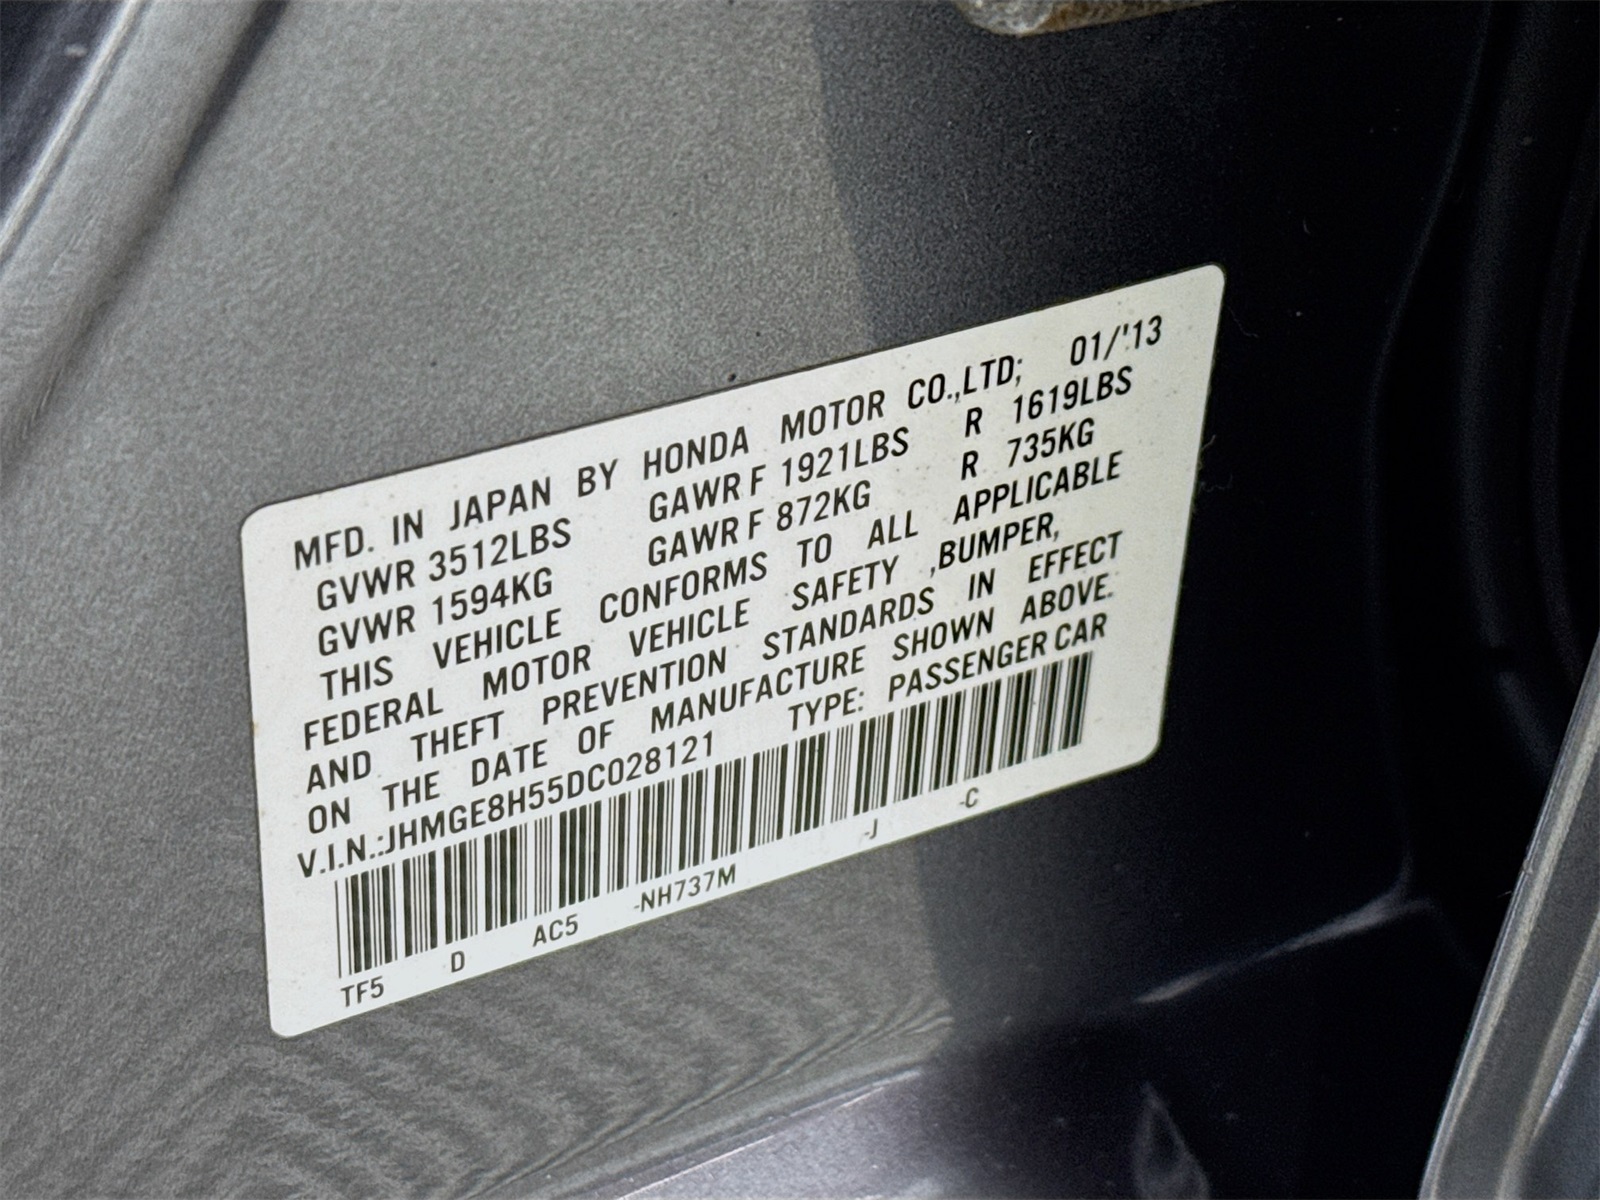 MFD. IN JAPAN BY HONDA MOTOR CO.,LTD; 01/'13
GVWR 3512LBS GAWR F 1921LBS R 1619LBS
GVWR 1594KG GAWR F 872KG R 735KG
THIS VEHICLE CONFORMS TO ALL APPLICABLE
FEDERAL MOTOR VEHICLE SAFETY ,BUMPER,
AND THEFT PREVENTION STANDARDS IN EFFECT
ON THE DATE OF MANUFACTURE SHOWN ABOVE.
V.I.N.:JHMGE8H55DC028121 TYPE: PASSENGER CAR
TF5 D AC5 -NH737M -J -C